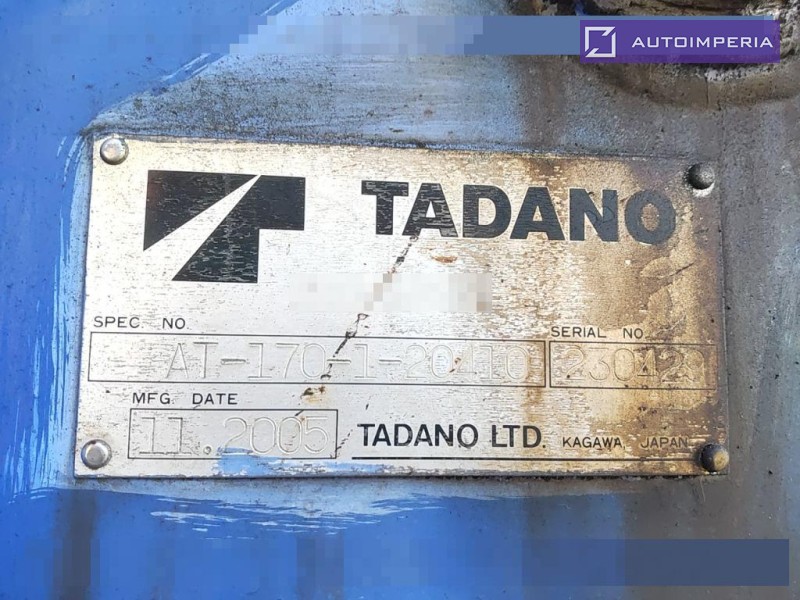 AUTOIMPERIA
TADANO
SPEC. NO.
SERIAL NO.
AT-170-1-20410
230429
MFG. DATE
11.2005
TADANO LTD. KAGAWA, JAPAN